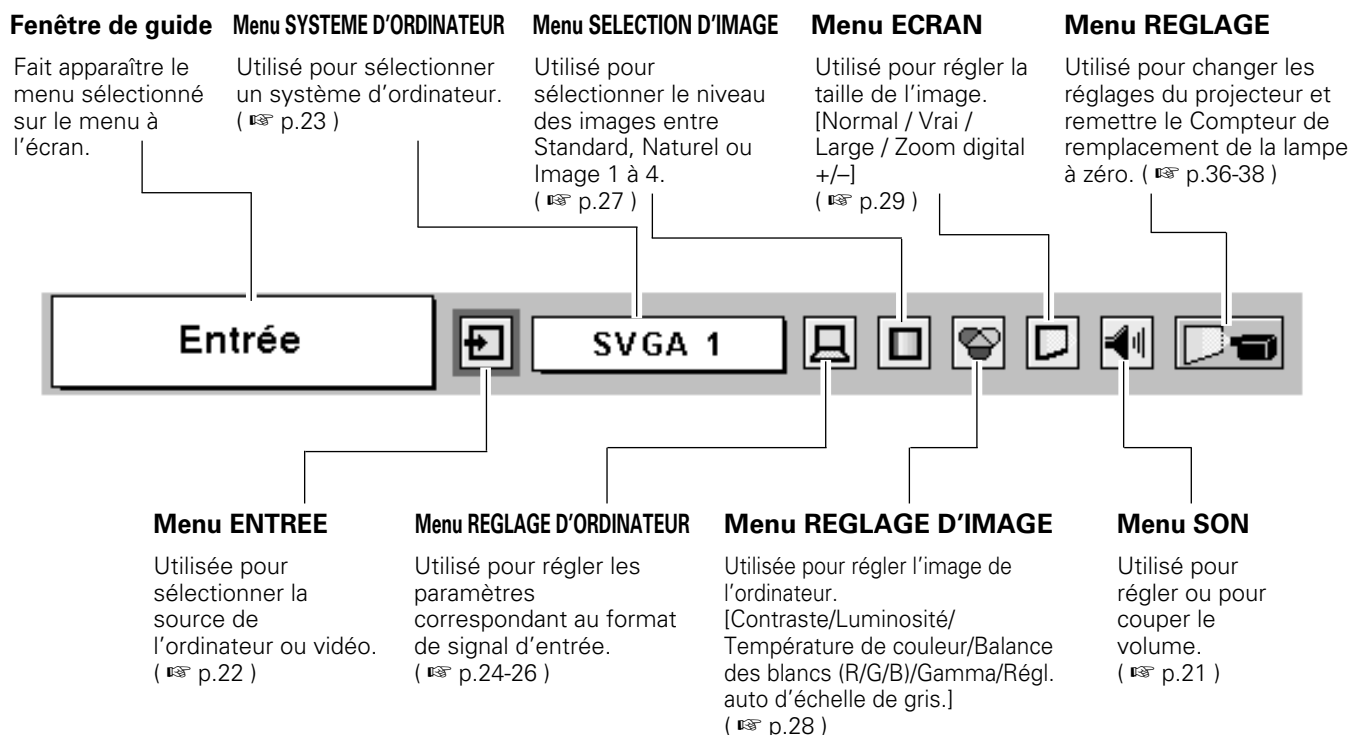 Fenêtre de guide
Fait apparaître le
menu sélectionné
sur le menu à
l'écran.
Menu SYSTEME D'ORDINATEUR
Utilisé pour sélectionner
un système d'ordinateur.
( ☞ p.23 )
Menu SELECTION D'IMAGE
Utilisé pour
sélectionner le niveau
des images entre
Standard, Naturel ou
Image 1 à 4.
( ☞ p.27 )
Menu ECRAN
Utilisé pour régler la
taille de l'image.
[Normal / Vrai /
Large / Zoom digital
+/–]
( ☞ p.29 )
Menu REGLAGE
Utilisé pour changer les
réglages du projecteur et
remettre le Compteur de
remplacement de la lampe
à zéro. ( ☞ p.36-38 )
Entrée
SVGA 1
Menu ENTREE
Utilisée pour
sélectionner la
source de
l'ordinateur ou vidéo.
( ☞ p.22 )
Menu REGLAGE D'ORDINATEUR
Utilisé pour régler les
paramètres
correspondant au format
de signal d'entrée.
( ☞ p.24-26 )
Menu REGLAGE D'IMAGE
Utilisée pour régler l'image de
l'ordinateur.
[Contraste/Luminosité/
Température de couleur/Balance
des blancs (R/G/B)/Gamma/Régl.
auto d'échelle de gris.]
( ☞ p.28 )
Menu SON
Utilisé pour
régler ou pour
couper le
volume.
( ☞ p.21 )